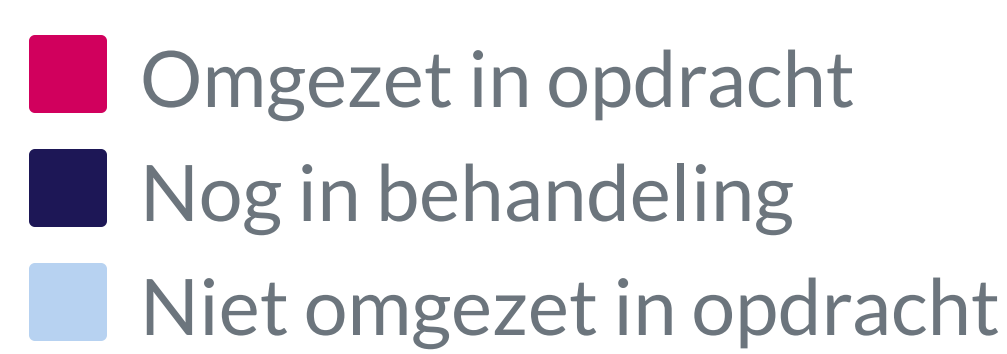 Omgezet in opdracht
Nog in behandeling
Niet omgezet in opdracht